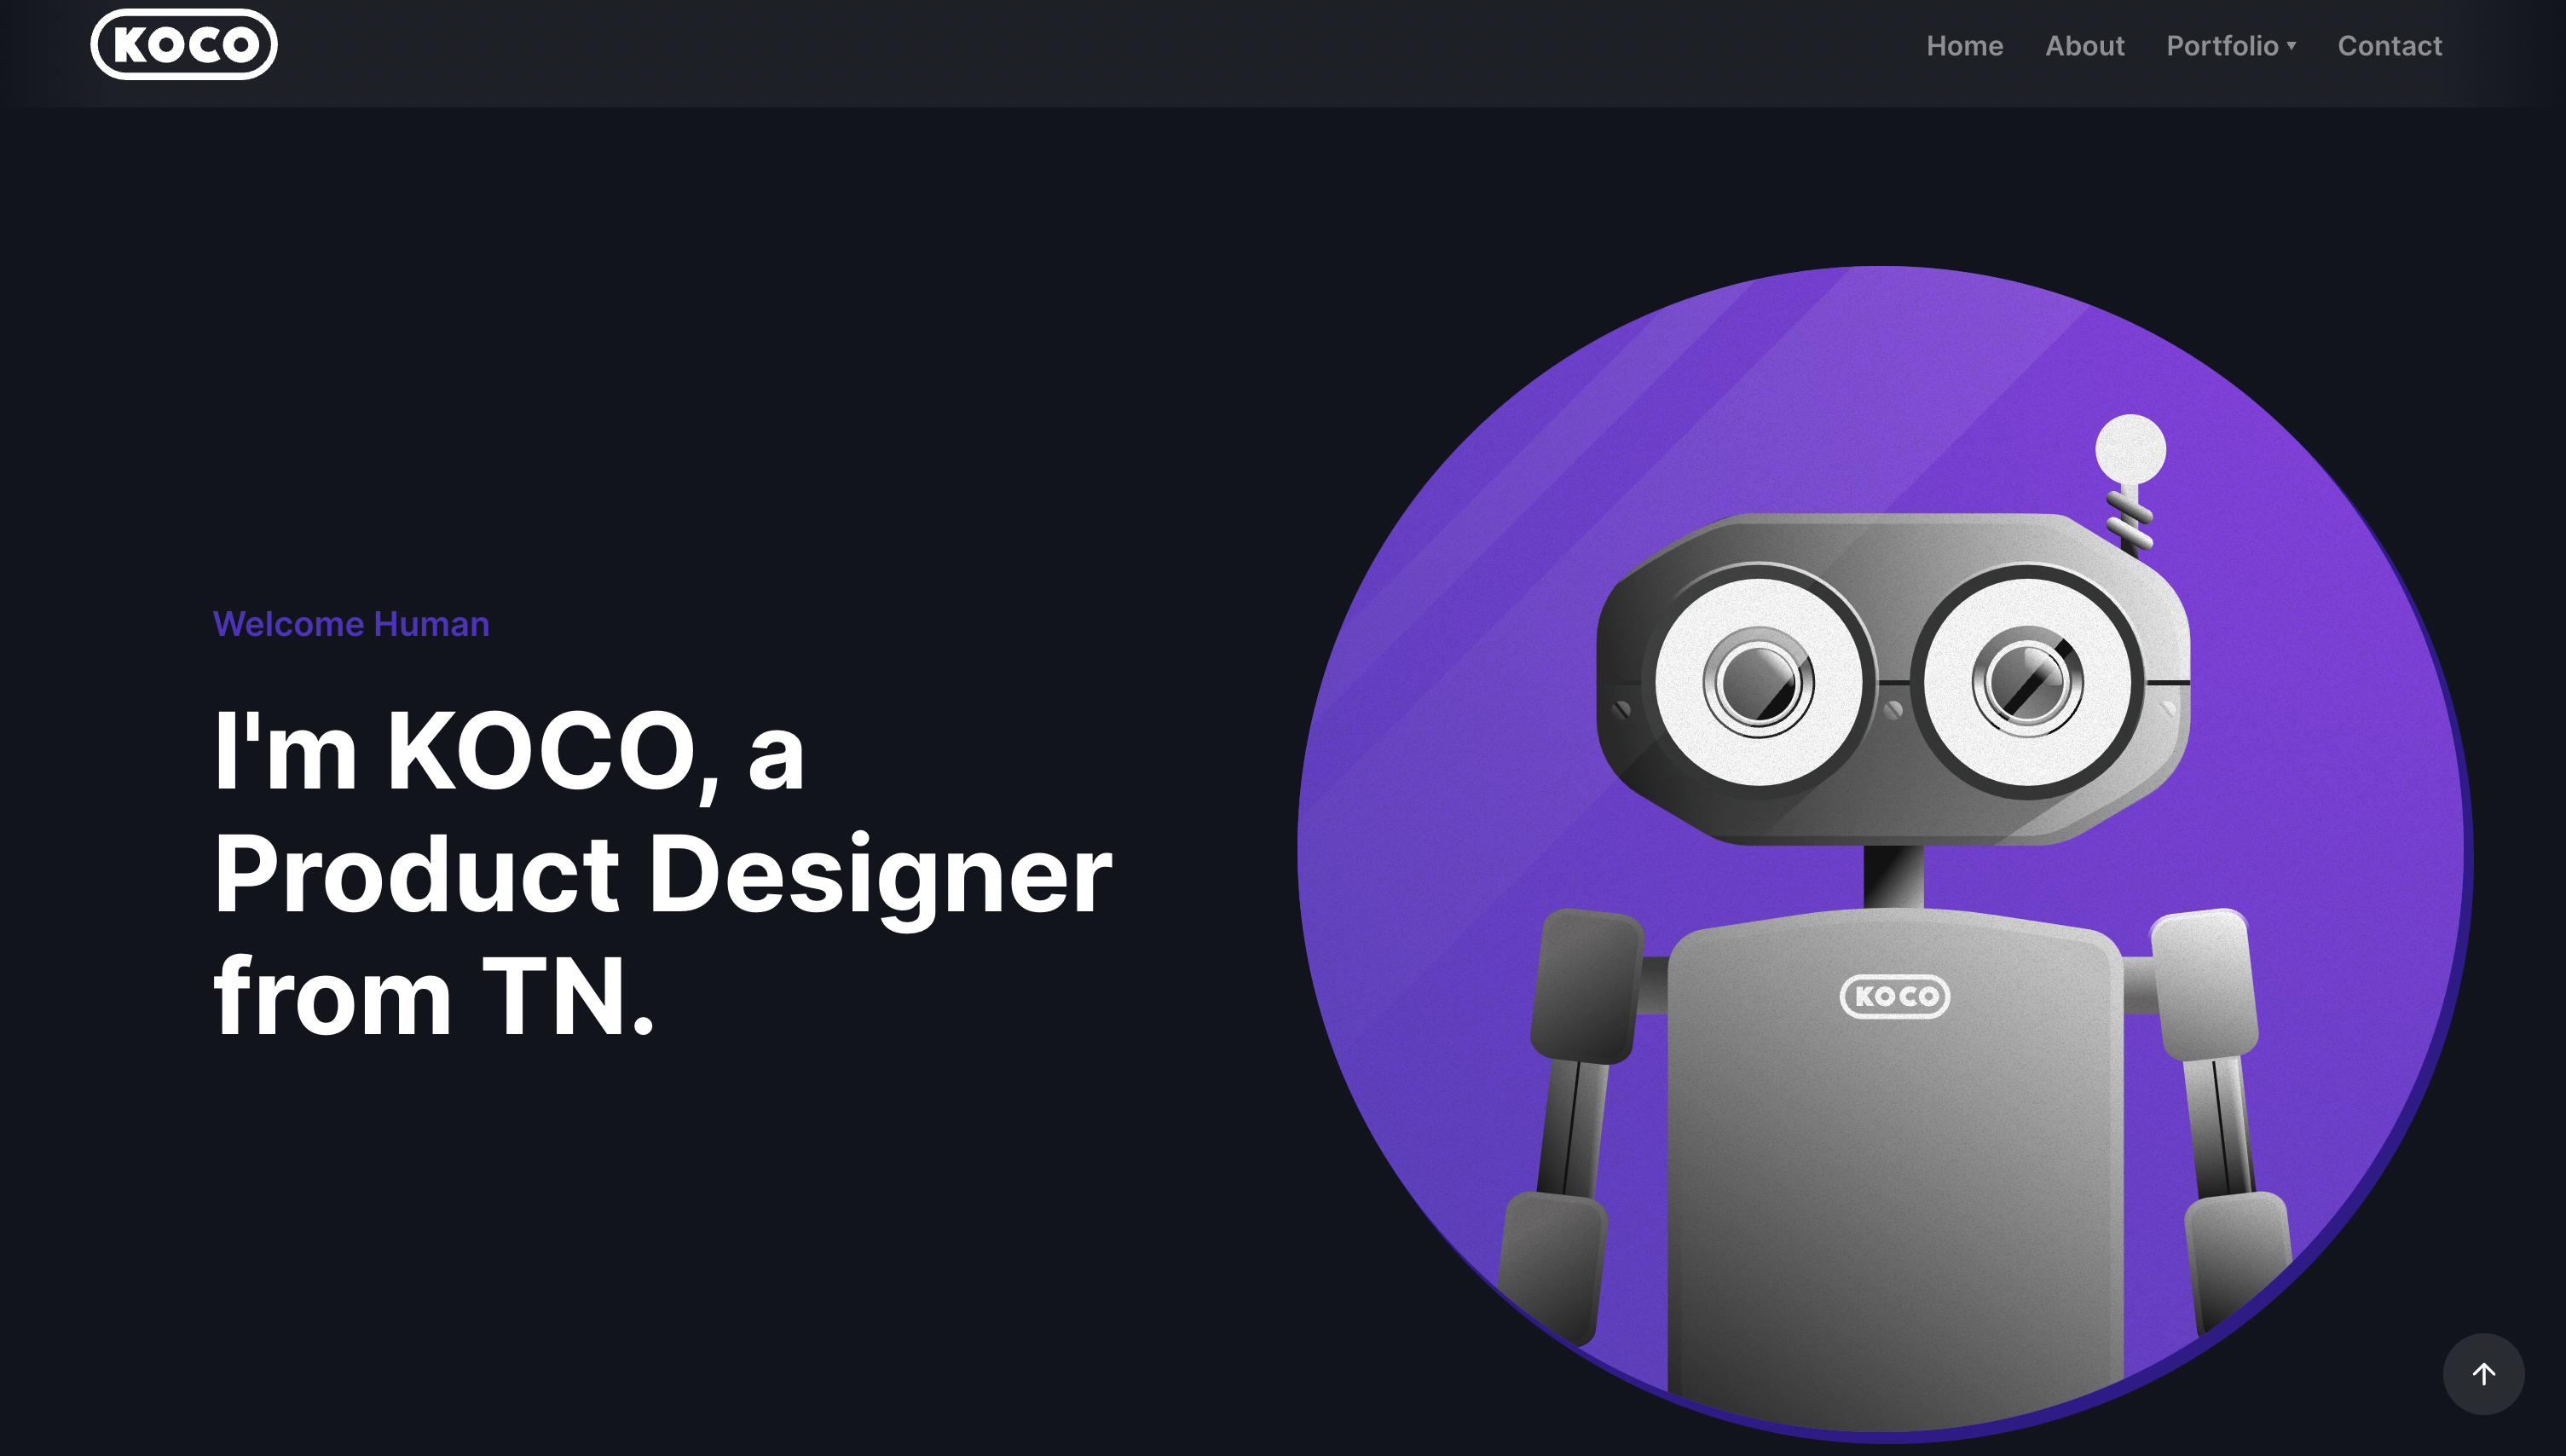 KOCO
Home About Portfolio ▾ Contact
Welcome Human
I'm KOCO, a
Product Designer
from TN.
KOCO